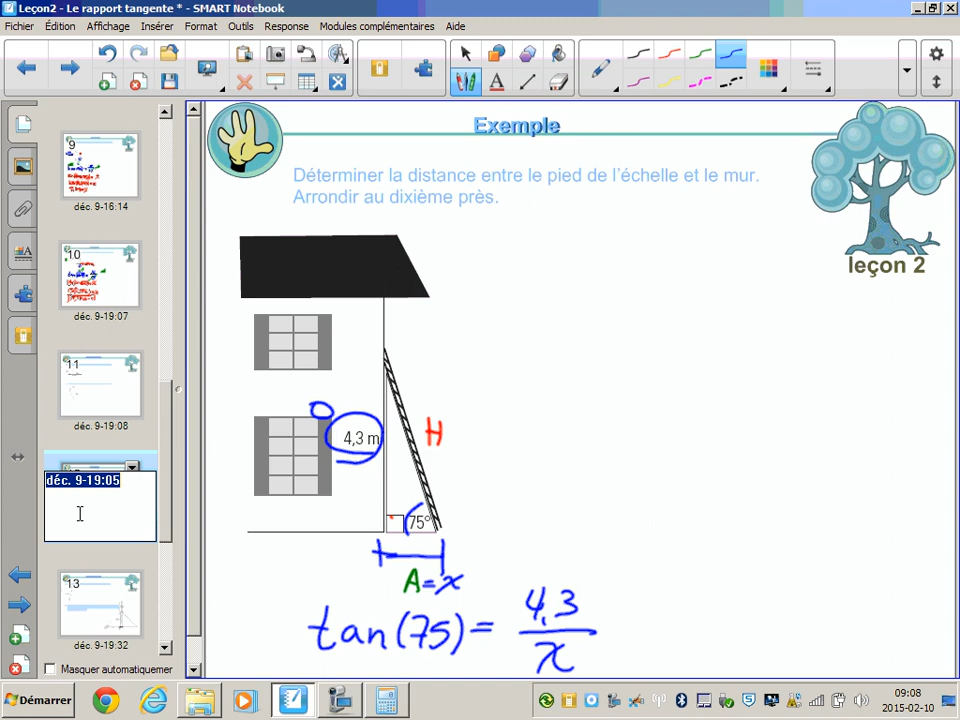 Leçon2 - Le rapport tangente * - SMART Notebook
Fichier Édition Affichage Insérer Format Outils Response Modules complémentaires Aide
9
déc. 9-16:14
10
déc. 9-19:07
11
déc. 9-19:08
déc. 9-19:05
13
déc. 9-19:32
Masquer automatiquemer
Exemple
Déterminer la distance entre le pied de l'échelle et le mur.
Arrondir au dixième près.
leçon 2
O
4,3 m
H
75°
A=x
tan(75)= 4,3
x
Démarrer
09:08
2015-02-10